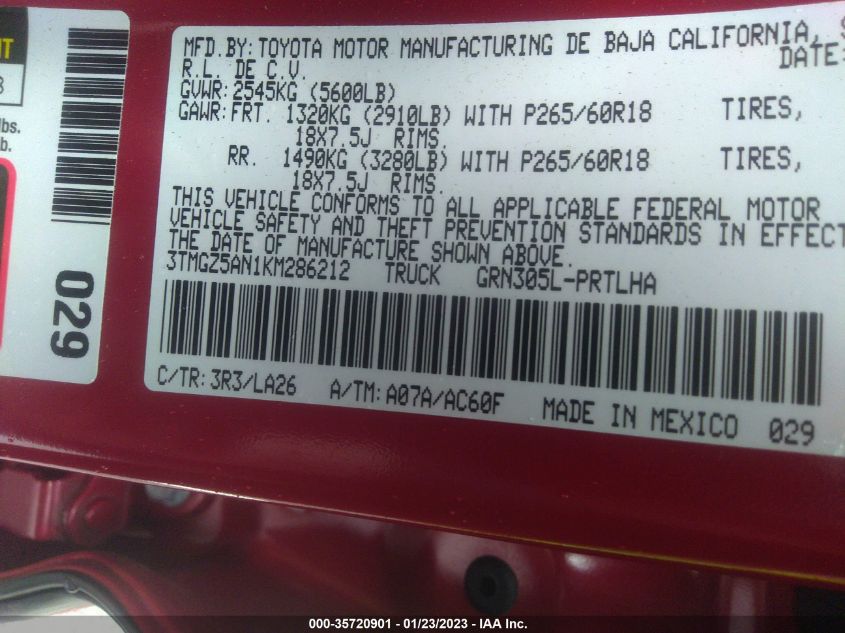 NT
3
lbs.
b.
029
MFD.BY: TOYOTA MOTOR MANUFACTURING DE BAJA CALIFORNIA, S
DATE:
R.L. DE C.V.
GVWR: 2545KG (5600LB)
GAWR: FRT. 1320KG (2910LB) WITH P265/60R18 TIRES,
18X7.5J RIMS.
RR. 1490KG (3280LB) WITH P265/60R18 TIRES,
18X7.5J RIMS.
THIS VEHICLE CONFORMS TO ALL APPLICABLE FEDERAL MOTOR
VEHICLE SAFETY AND THEFT PREVENTION STANDARDS IN EFFECT
THE DATE OF MANUFACTURE SHOWN ABOVE.
3TMGZ5AN1KM286212 TRUCK GRN305L-PRTLHA
C/TR: 3R3/LA26 A/TM: A07A/AC60F MADE IN MEXICO 029
000-35720901 - 01/23/2023 - IAA Inc.